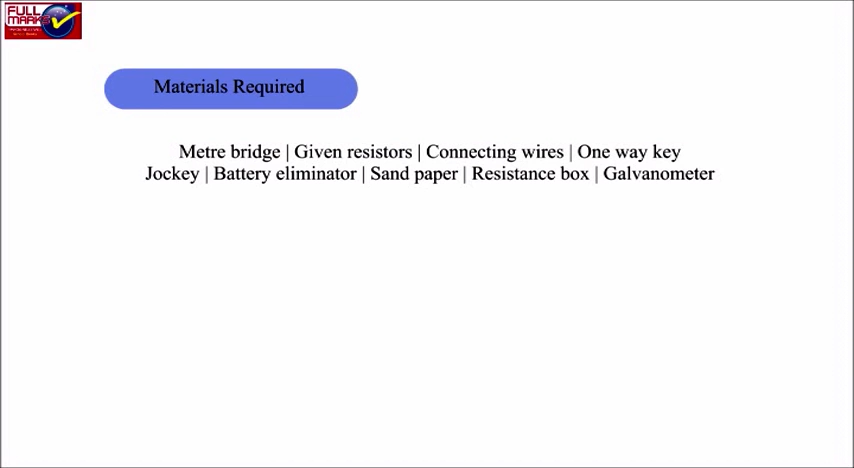 FULL
MARKS
Materials Required
Metre bridge | Given resistors | Connecting wires | One way key
Jockey | Battery eliminator | Sand paper | Resistance box | Galvanometer